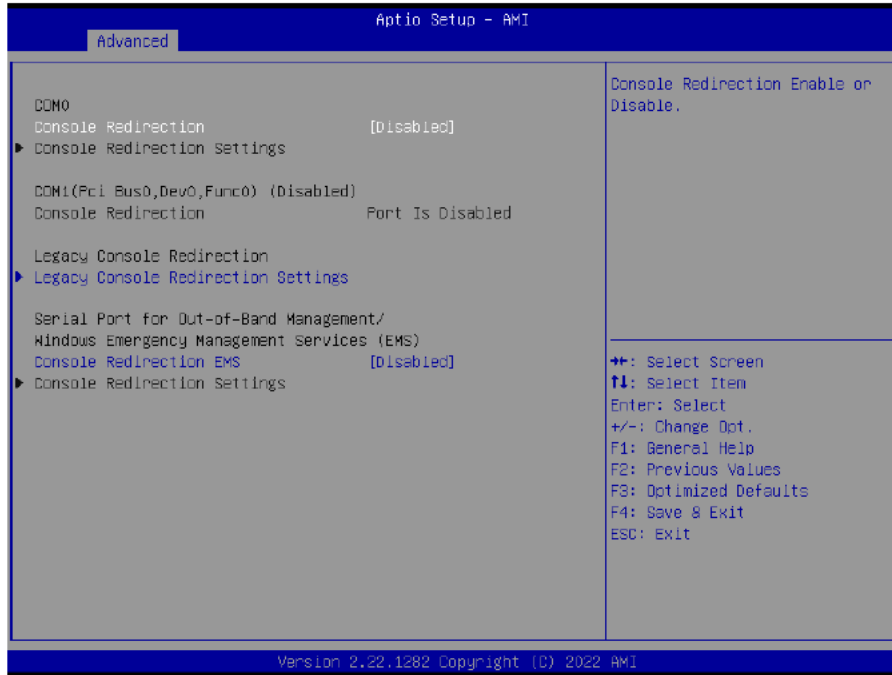 Aptio Setup - AMI
Advanced
COM0
Console Redirection [Disabled]
Console Redirection Settings
COM1(Pci Bus0,Dev0,Func0) (Disabled)
Console Redirection Port Is Disabled
Legacy Console Redirection
Legacy Console Redirection Settings
Serial Port for Out-of-Band Management/
Windows Emergency Management Services (EMS)
Console Redirection EMS [Disabled]
Console Redirection Settings
Console Redirection Enable or
Disable.
→←: Select Screen
↑↓: Select Item
Enter: Select
+/-: Change Opt.
F1: General Help
F2: Previous Values
F3: Optimized Defaults
F4: Save & Exit
ESC: Exit
Version 2.22.1282 Copyright (C) 2022 AMI